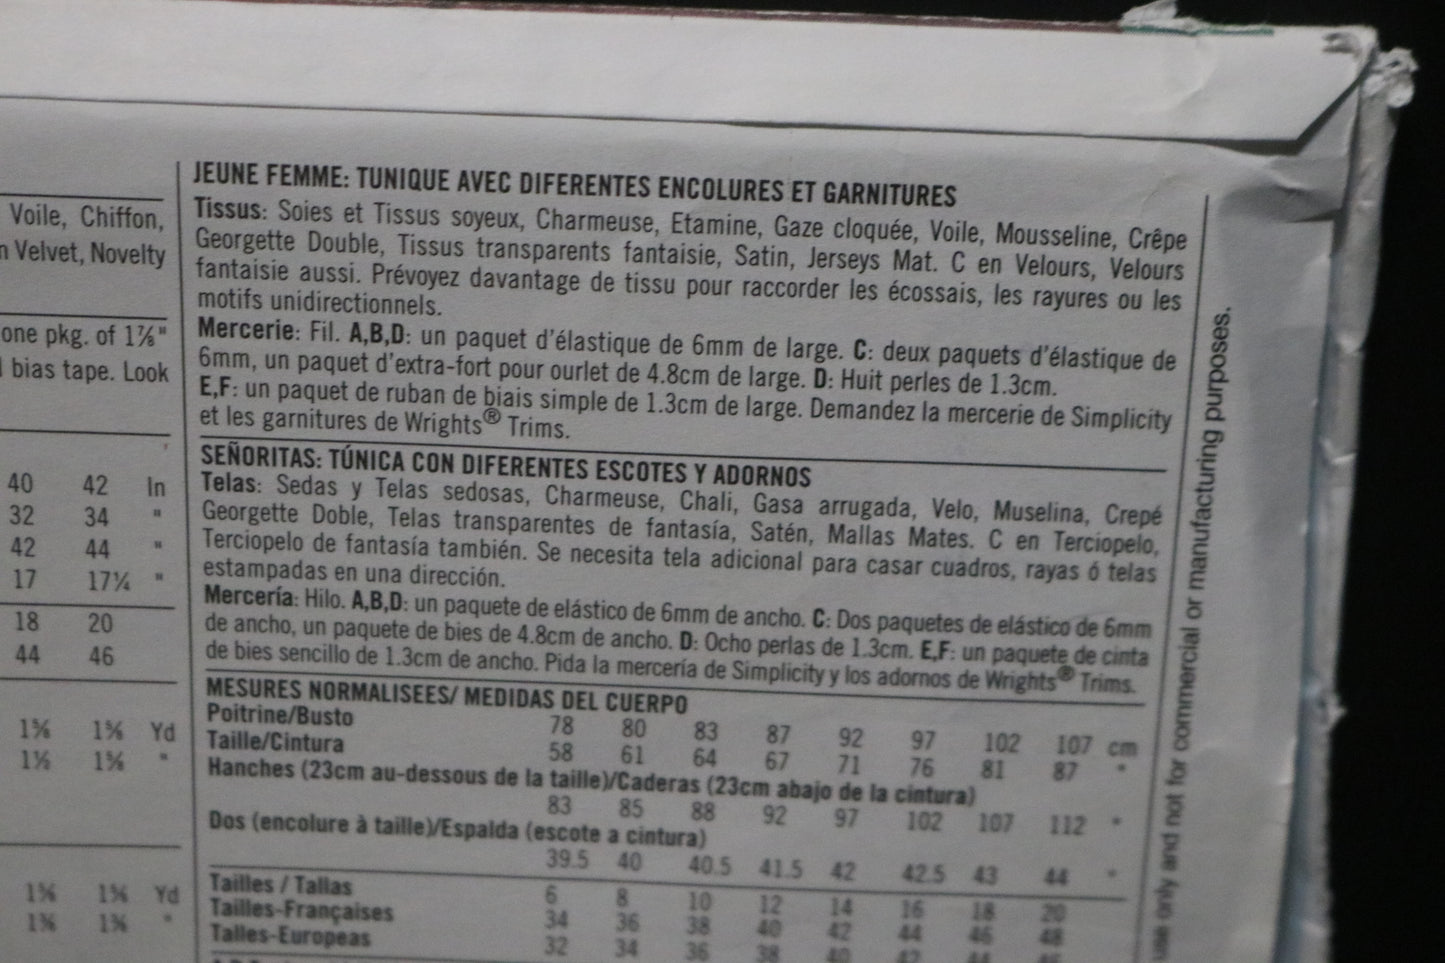 Voile, Chiffon,
Velvet, Novelty
one pkg. of 1⅞"
bias tape. Look
40 42 In
32 34 "
42 44 "
17 17¼ "
18 20
44 46
Yd
"
Yd
"
JEUNE FEMME: TUNIQUE AVEC DIFERENTES ENCOLURES ET GARNITURES
Tissus: Soies et Tissus soyeux, Charmeuse, Etamine, Gaze cloquée, Voile, Mousseline, Crêpe
Georgette Double, Tissus transparents fantaisie, Satin, Jerseys Mat. C en Velours, Velours
fantaisie aussi. Prévoyez davantage de tissu pour raccorder les écossais, les rayures ou les
motifs unidirectionnels.
Mercerie: Fil. A,B,D: un paquet d'élastique de 6mm de large. C: deux paquets d'élastique de
6mm, un paquet d'extra-fort pour ourlet de 4.8cm de large. D: Huit perles de 1.3cm.
E,F: un paquet de ruban de biais simple de 1.3cm de large. Demandez la mercerie de Simplicity
et les garnitures de Wrights® Trims.
SEÑORITAS: TÚNICA CON DIFERENTES ESCOTES Y ADORNOS
Telas: Sedas y Telas sedosas, Charmeuse, Chali, Gasa arrugada, Velo, Muselina, Crepé
Georgette Doble, Telas transparentes de fantasía, Satén, Mallas Mates. C en Terciopelo,
Terciopelo de fantasía también. Se necesita tela adicional para casar cuadros, rayas ó telas
estampadas en una dirección.
Mercería: Hilo. A,B,D: un paquete de elástico de 6mm de ancho. C: Dos paquetes de elástico de 6mm
de ancho, un paquete de bies de 4.8cm de ancho. D: Ocho perlas de 1.3cm. E,F: un paquete de cinta
de bies sencillo de 1.3cm de ancho. Pida la mercería de Simplicity y los adornos de Wrights® Trims.
MESURES NORMALISEES/ MEDIDAS DEL CUERPO
Poitrine/Busto 78 80 83 87 92 97 102 107 cm
Taille/Cintura 58 61 64 67 71 76 81 87 "
Hanches (23cm au-dessous de la taille)/Caderas (23cm abajo de la cintura)
83 85 88 92 97 102 107 112 "
Dos (encolure à taille)/Espalda (escote a cintura)
39.5 40 40.5 41.5 42 42.5 43 44 "
Tailles / Tallas 6 8 10 12 14 16 18 20
Tailles-Françaises 34 36 38 40 42 44 46 48
Talles-Europeas 32 34 36 38 40 42 44 46
use only and not for commercial or manufacturing purposes.